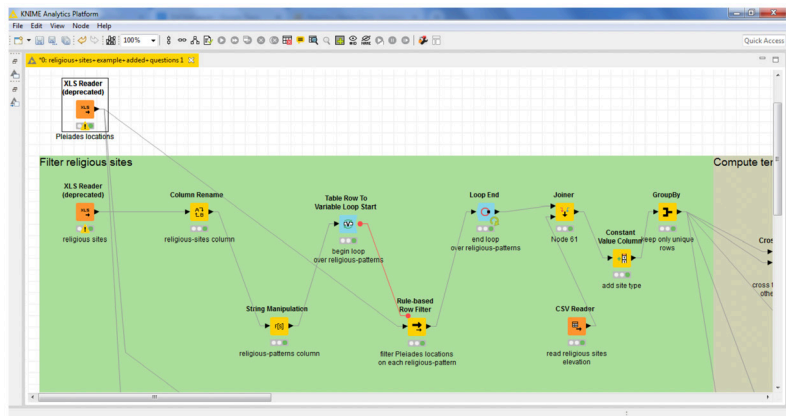 KNIME Analytics Platform
File Edit View Node Help
100%
Quick Access
*0: religious+sites+example+added+questions 1
XLS Reader
(deprecated)
XLS
Pleiades locations
Filter religious sites
Compute ter
XLS Reader
(deprecated)
XLS
religious sites
Column Rename
religious-sites column
Table Row To
Variable Loop Start
begin loop
over religious-patterns
Loop End
end loop
over religious-patterns
Joiner
Node 61
Constant
Value Column
add site type
GroupBy
keep only unique
rows
Cros
cross t
othe
String Manipulation
f(s)
religious-patterns column
Rule-based
Row Filter
filter Pleiades locations
on each religious-pattern
CSV Reader
read religious sites
elevation